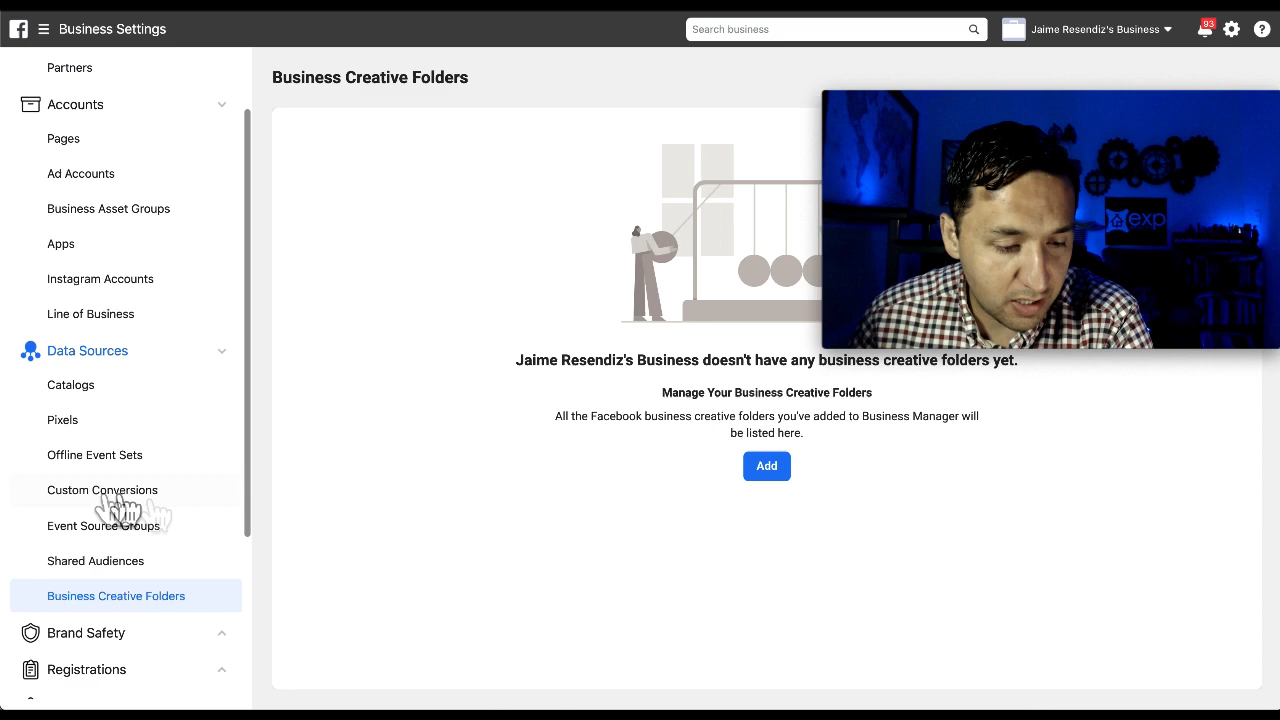 Business Settings
Search business
Jaime Resendiz's Business
93
Partners
Accounts
Pages
Ad Accounts
Business Asset Groups
Apps
Instagram Accounts
Line of Business
Data Sources
Catalogs
Pixels
Offline Event Sets
Custom Conversions
Event Source Groups
Shared Audiences
Business Creative Folders
Brand Safety
Registrations
Business Creative Folders
exp
Jaime Resendiz's Business doesn't have any business creative folders yet.
Manage Your Business Creative Folders
All the Facebook business creative folders you've added to Business Manager will
be listed here.
Add